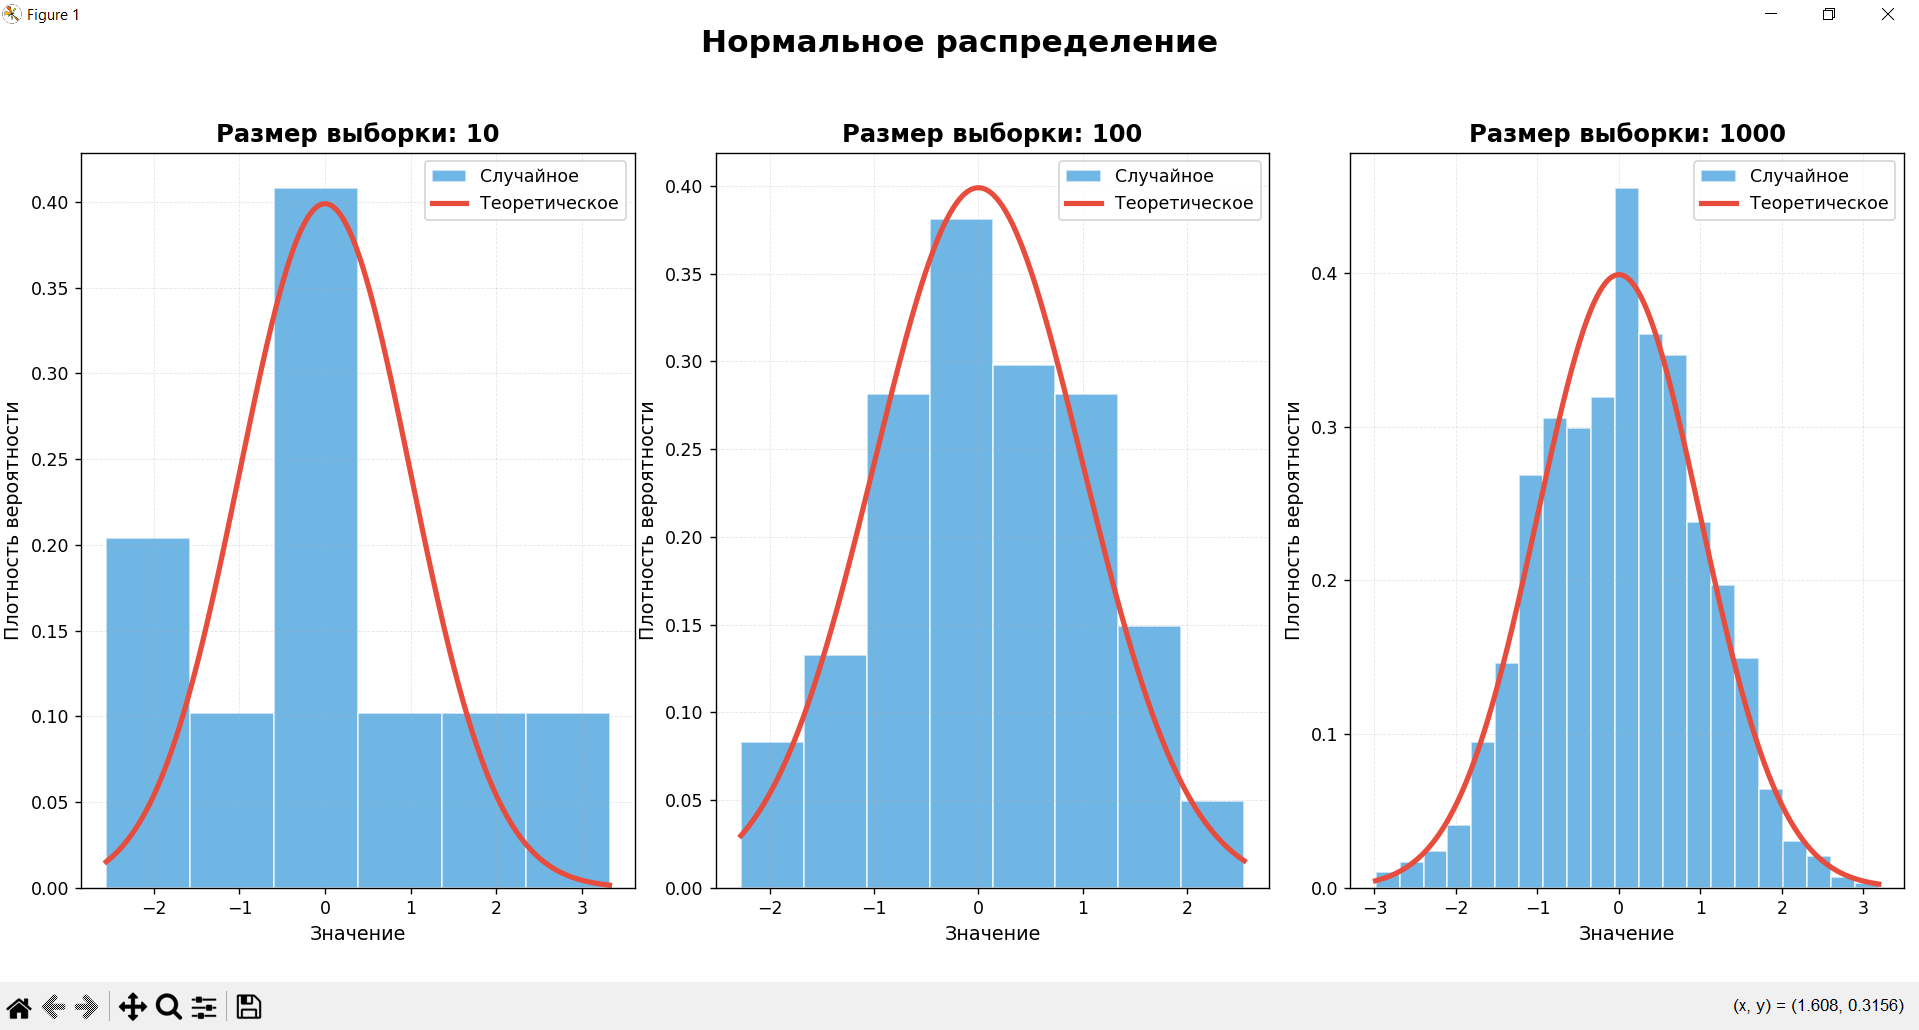 Figure 1
Нормальное распределение
Размер выборки: 10
Случайное
Теоретическое
0.40
0.35
0.30
0.25
0.20
0.15
0.10
0.05
0.00
Плотность вероятности
−2 −1 0 1 2 3
Значение
Размер выборки: 100
Случайное
Теоретическое
0.40
0.35
0.30
0.25
0.20
0.15
0.10
0.05
0.00
Плотность вероятности
−2 −1 0 1 2
Значение
Размер выборки: 1000
Случайное
Теоретическое
0.4
0.3
0.2
0.1
0.0
Плотность вероятности
−3 −2 −1 0 1 2 3
Значение
(x, y) = (1.608, 0.3156)